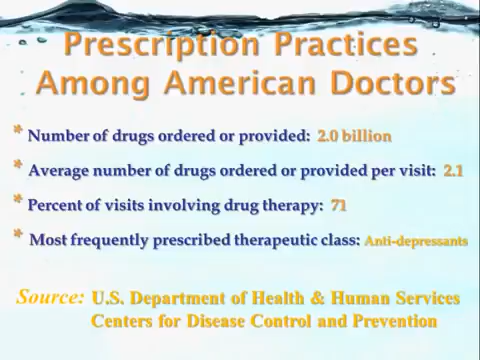 Prescription Practices
Among American Doctors
* Number of drugs ordered or provided: 2.0 billion
* Average number of drugs ordered or provided per visit: 2.1
* Percent of visits involving drug therapy: 71
* Most frequently prescribed therapeutic class: Anti-depressants
Source: U.S. Department of Health & Human Services
Centers for Disease Control and Prevention